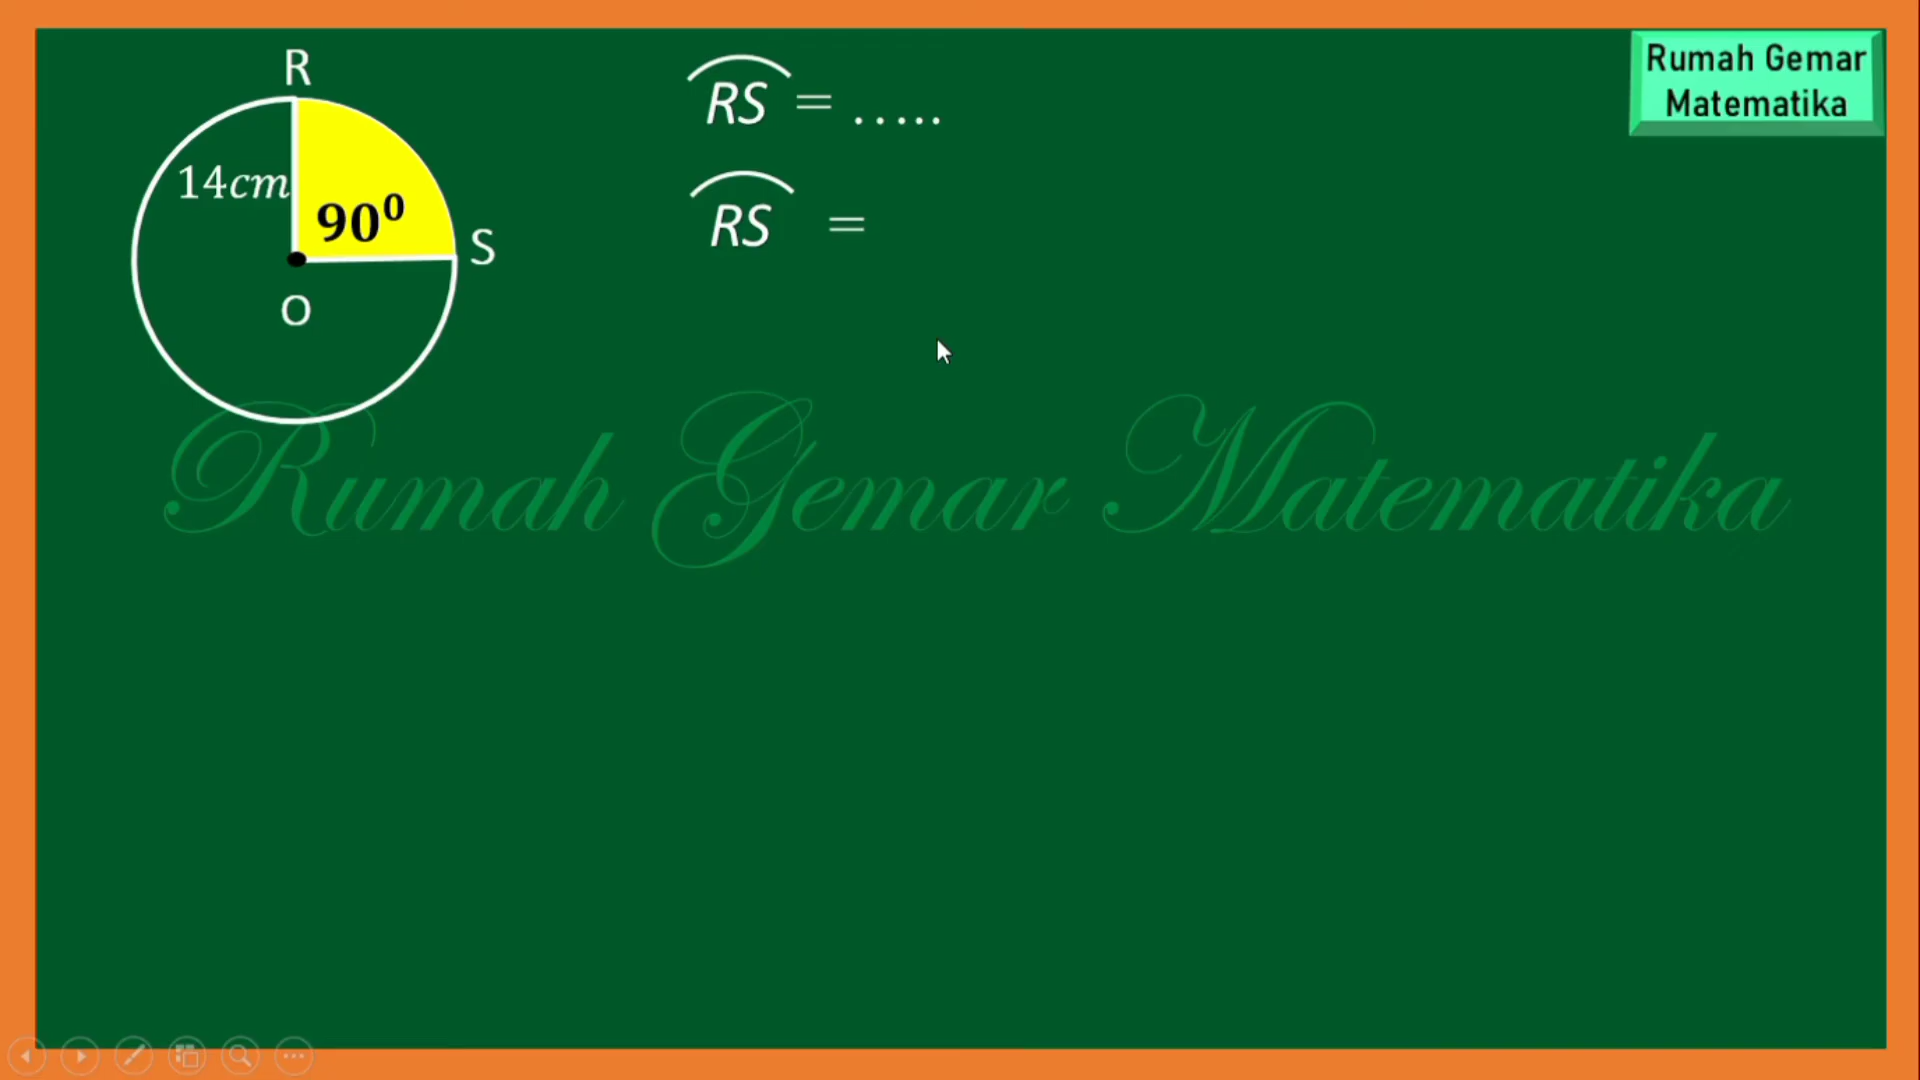 R
14cm
90⁰
S
O
RS = .....
RS =
Rumah Gemar
Matematika
Rumah Gemar Matematika